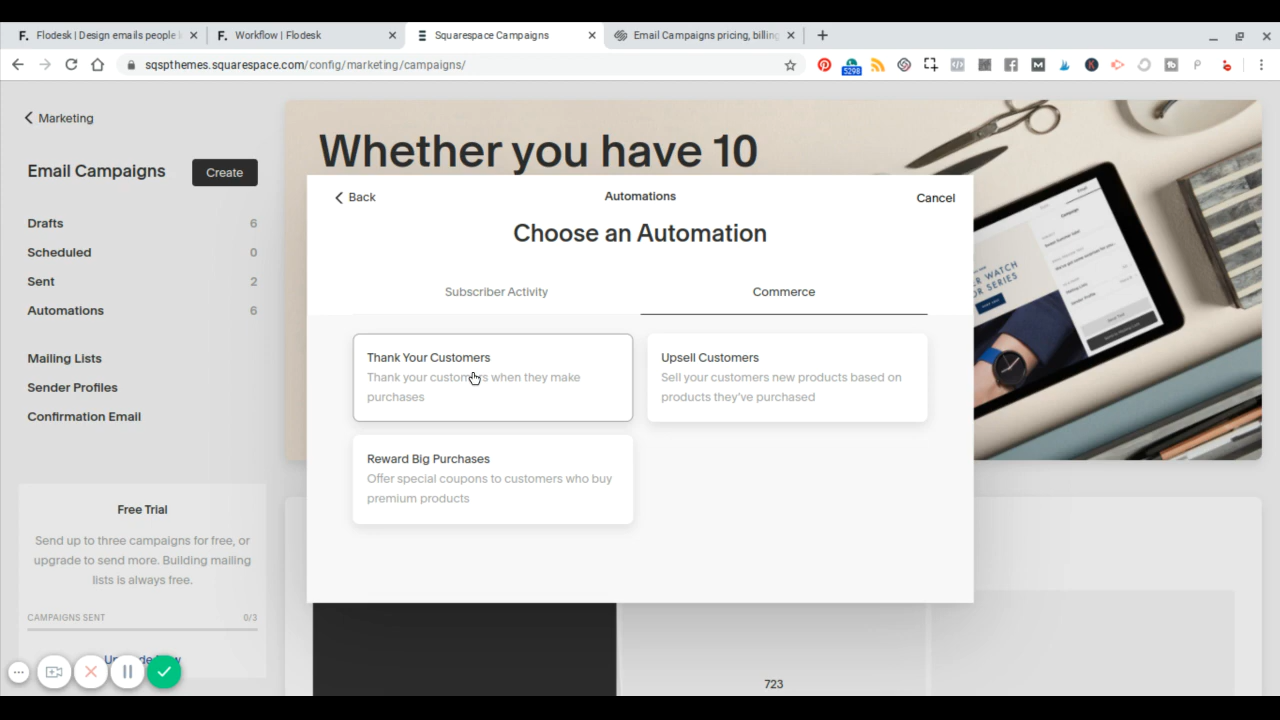 Flodesk | Design emails people
Workflow | Flodesk
Squarespace Campaigns
Email Campaigns pricing, billing
sqspthemes.squarespace.com/config/marketing/campaigns/
5298
Marketing
Email Campaigns
Create
Drafts 6
Scheduled 0
Sent 2
Automations 6
Mailing Lists
Sender Profiles
Confirmation Email
Free Trial
Send up to three campaigns for free, or
upgrade to send more. Building mailing
lists is always free.
CAMPAIGNS SENT 0/3
Whether you have 10
Back
Automations
Cancel
Choose an Automation
Subscriber Activity
Commerce
Thank Your Customers
Thank your customers when they make
purchases
Upsell Customers
Sell your customers new products based on
products they've purchased
Reward Big Purchases
Offer special coupons to customers who buy
premium products
723